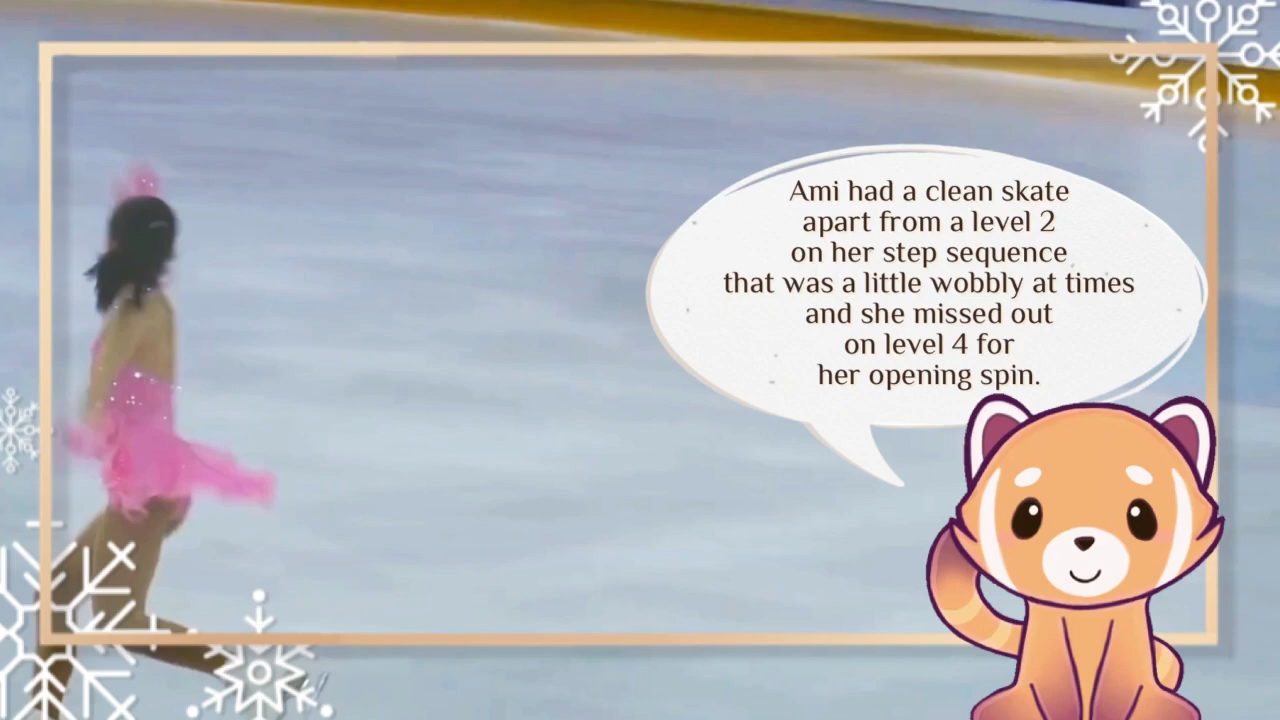 Ami had a clean skate
apart from a level 2
on her step sequence
that was a little wobbly at times
and she missed out
on level 4 for
her opening spin.